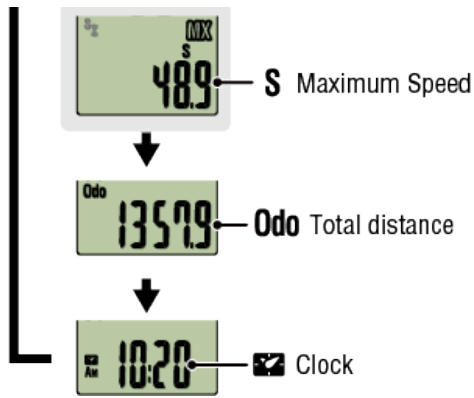 MX
S
48.9
S Maximum Speed
Odo
1357.9
Odo Total distance
AM
10:20
Clock